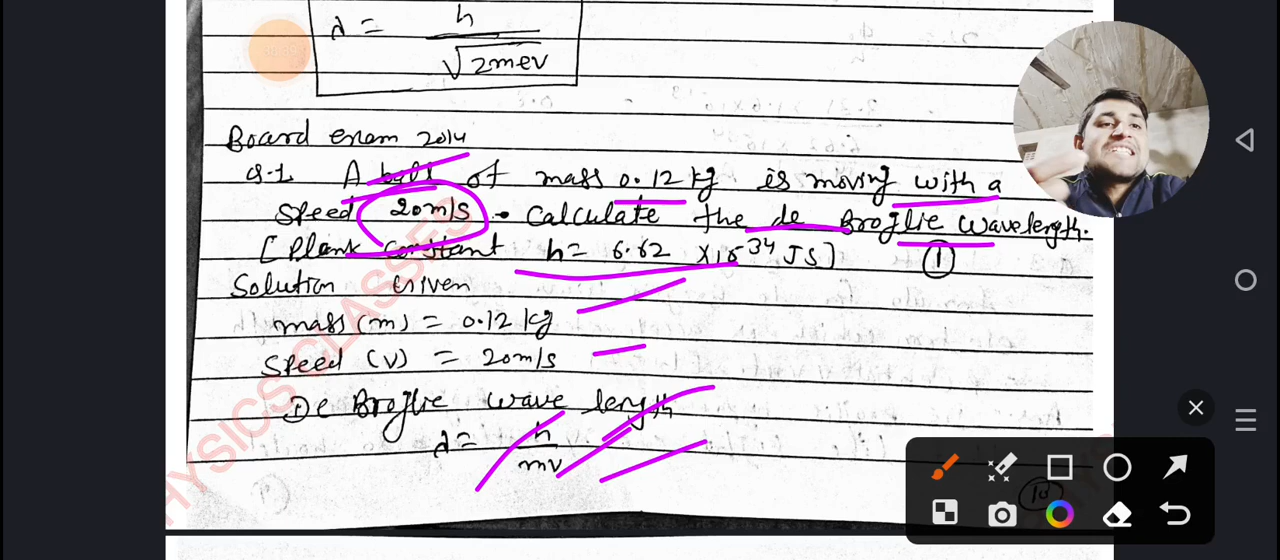 λ = h / √2mev
Board exam 2014
Q.1. A ball of mass 0.12 kg is moving with a
speed 20m/s. Calculate the de Broglie wavelength.
[Plank constant h = 6.62 ×10⁻³⁴ JS] ①
Solution Given
mass (m) = 0.12 kg
Speed (v) = 20m/s
De Broglie wave length
λ = h / mv
PHYSICS CLASSES